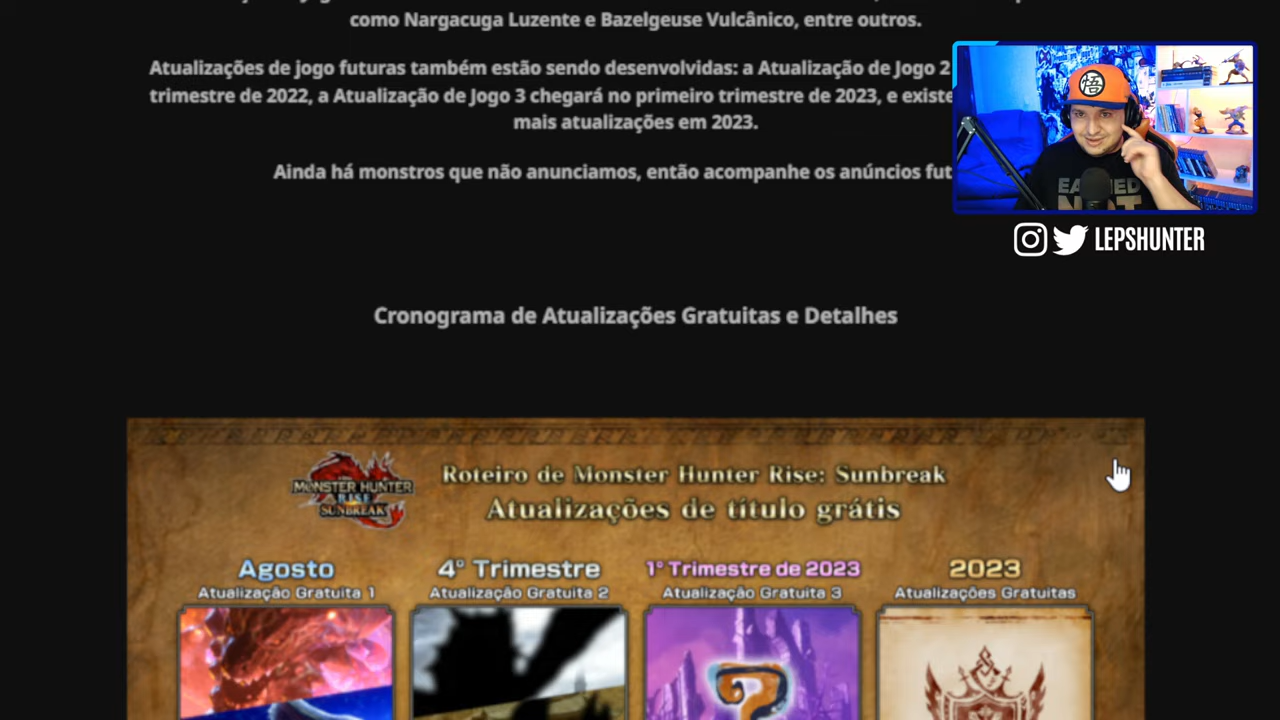 como Nargacuga Luzente e Bazelgeuse Vulcânico, entre outros.
Atualizações de jogo futuras também estão sendo desenvolvidas: a Atualização de Jogo 2
trimestre de 2022, a Atualização de Jogo 3 chegará no primeiro trimestre de 2023, e existe
mais atualizações em 2023.
Ainda há monstros que não anunciamos, então acompanhe os anúncios fut
LEPSHUNTER
Cronograma de Atualizações Gratuitas e Detalhes
MONSTER HUNTER
RISE
SUNBREAK
Roteiro de Monster Hunter Rise: Sunbreak
Atualizações de título grátis
Agosto
Atualização Gratuita 1
4º Trimestre
Atualização Gratuita 2
1º Trimestre de 2023
Atualização Gratuita 3
2023
Atualizações Gratuitas